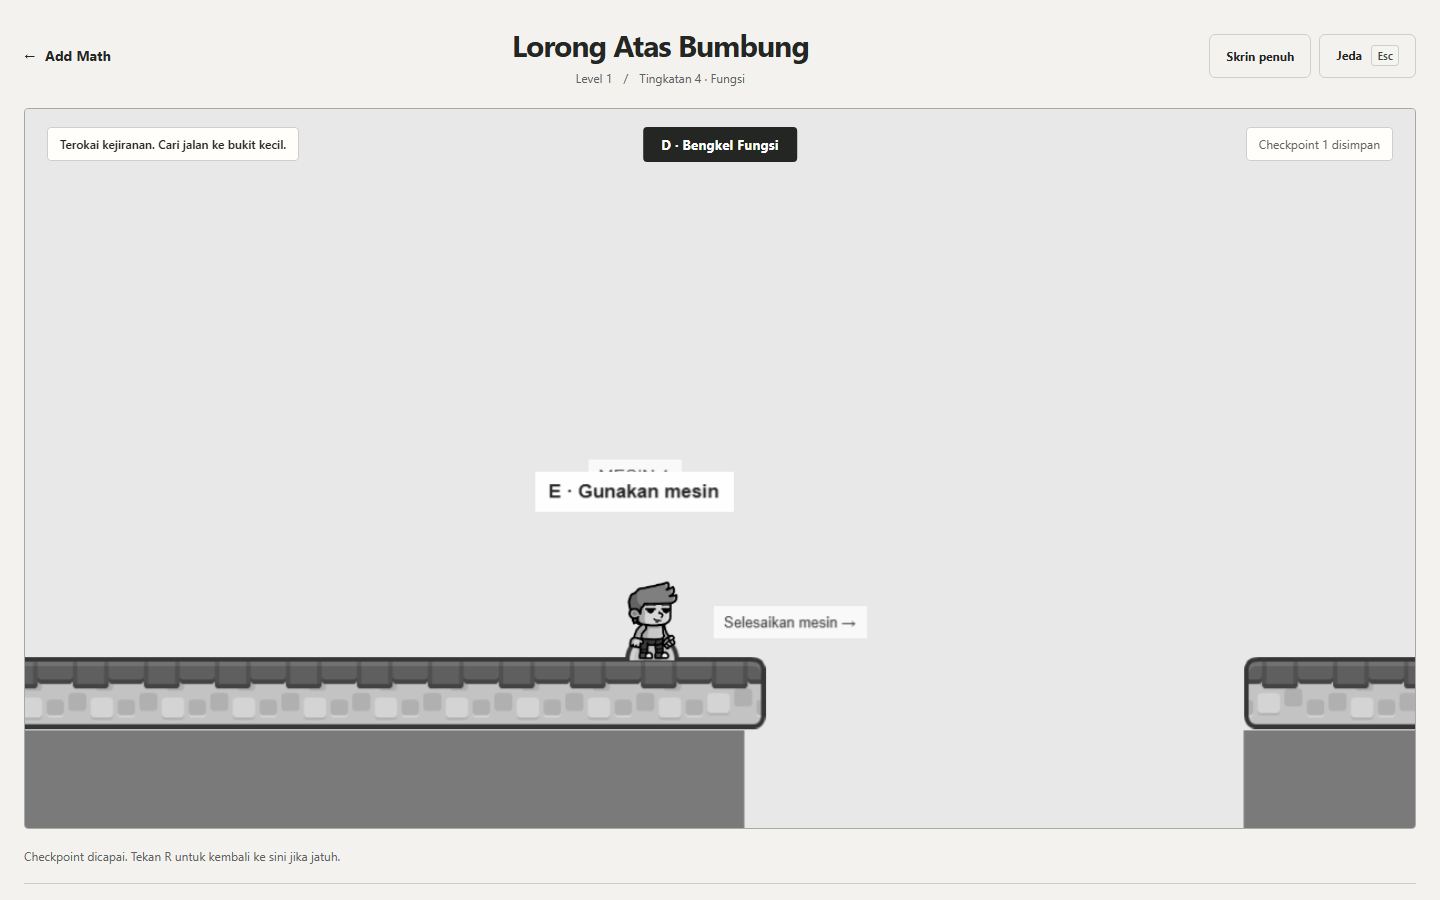 ← Add Math
Lorong Atas Bumbung
Level 1 / Tingkatan 4 · Fungsi
Skrin penuh
Jeda Esc
Terokai kejiranan. Cari jalan ke bukit kecil.
D · Bengkel Fungsi
Checkpoint 1 disimpan
E · Gunakan mesin
Selesaikan mesin →
Checkpoint dicapai. Tekan R untuk kembali ke sini jika jatuh.